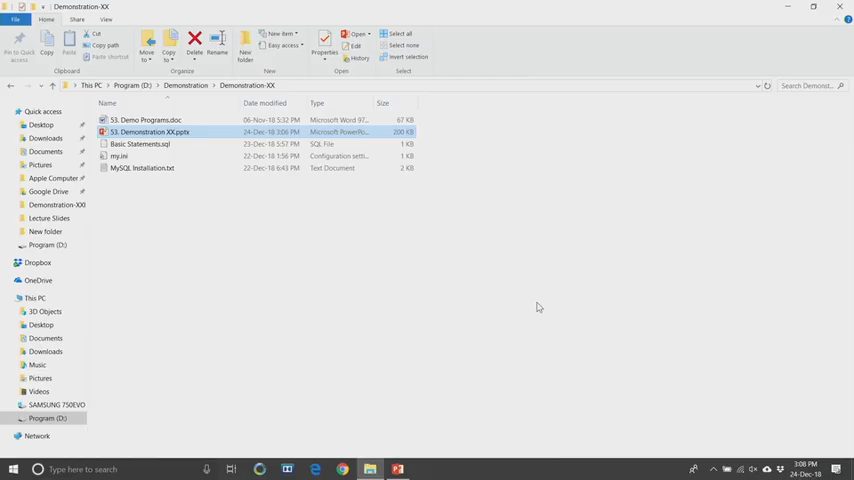 Demonstration-XX
File Home Share View
Pin to Quick access
Copy
Paste
Cut
Copy path
Paste shortcut
Clipboard
Move to
Copy to
Delete
Rename
Organize
New folder
New item
Easy access
New
Properties
Open
Edit
History
Open
Select all
Select none
Invert selection
Select
This PC Program (D:) Demonstration Demonstration-XX
Search Demonst...
Name Date modified Type Size
53. Demo Programs.doc 06-Nov-18 5:32 PM Microsoft Word 97... 67 KB
53. Demonstration XX.pptx 24-Dec-18 3:06 PM Microsoft PowerPo... 200 KB
Basic Statements.sql 23-Dec-18 5:57 PM SQL File 1 KB
my.ini 22-Dec-18 1:56 PM Configuration setti... 1 KB
MySQL Installation.txt 22-Dec-18 6:43 PM Text Document 2 KB
Quick access
Desktop
Downloads
Documents
Pictures
Apple Computer
Google Drive
Demonstration-XXI
Lecture Slides
New folder
Program (D:)
Dropbox
OneDrive
This PC
3D Objects
Desktop
Documents
Downloads
Music
Pictures
Videos
SAMSUNG 750EVO
Program (D:)
Network
Type here to search
3:08 PM
24-Dec-18